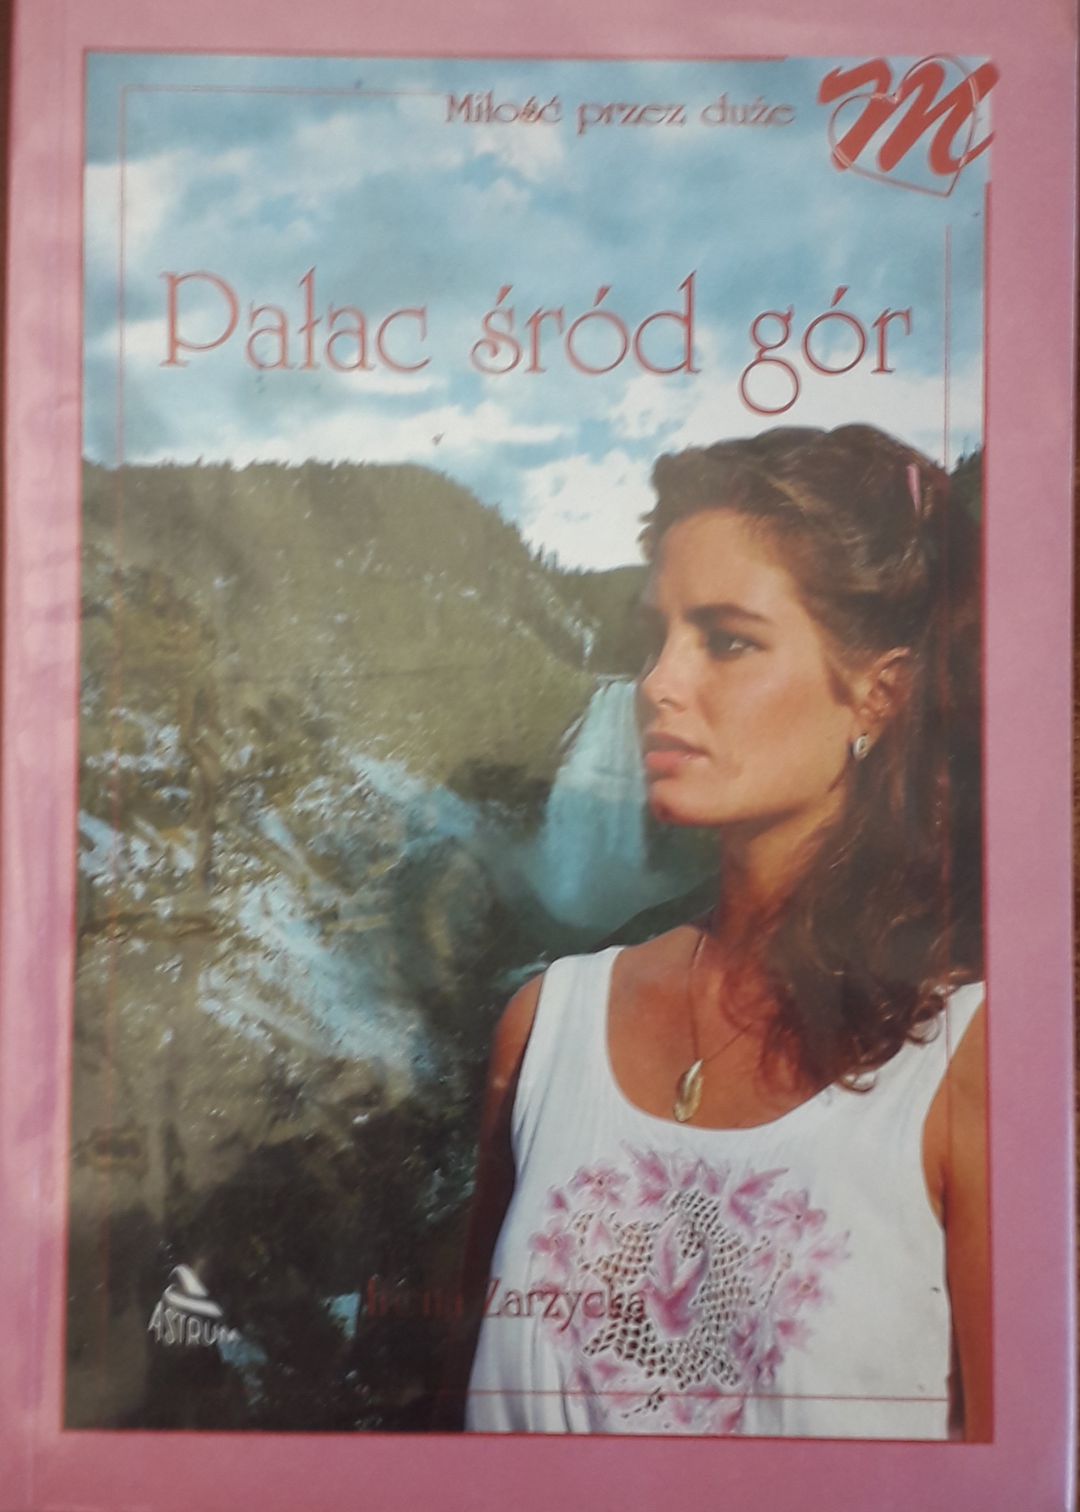 Miłość przez duże M
Pałac śród gór
Irena Zarzycka
ASTRUM